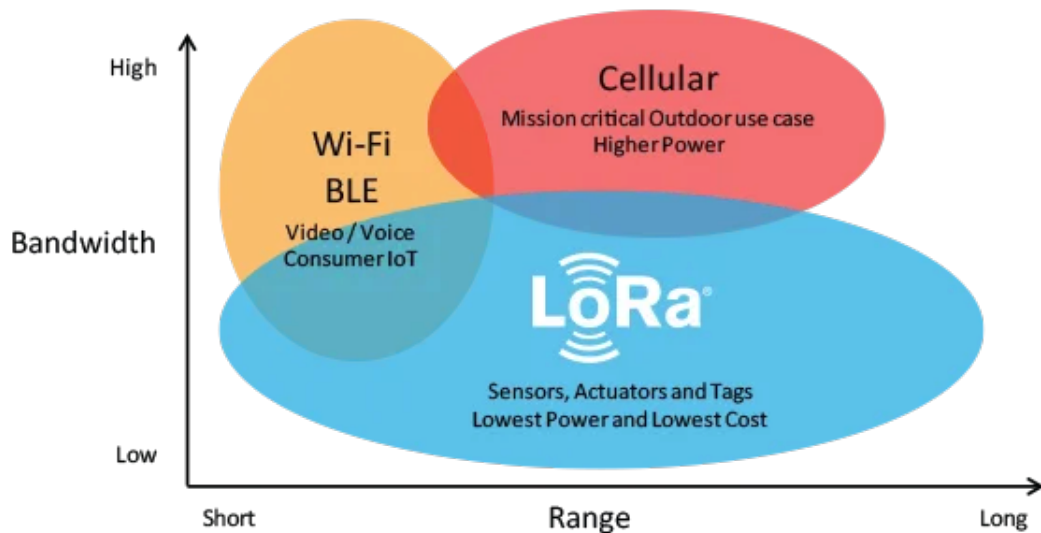 High
Cellular
Mission critical Outdoor use case
Higher Power
Wi-Fi
BLE
Video / Voice
Consumer IoT
Bandwidth
LoRa®
Sensors, Actuators and Tags
Lowest Power and Lowest Cost
Low
Short
Range
Long